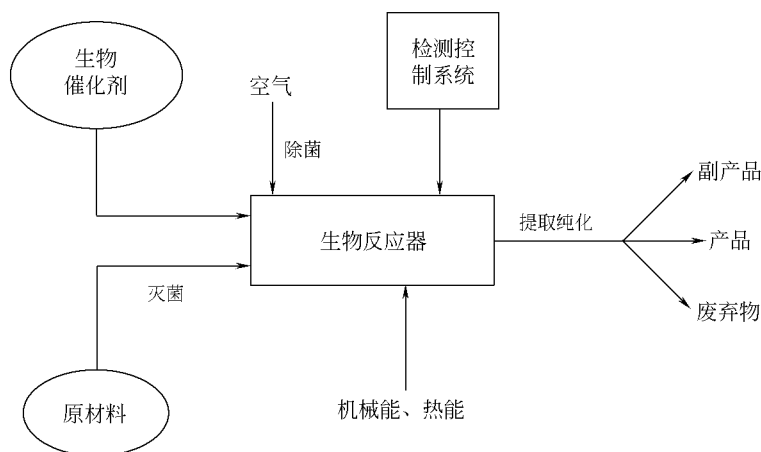 生物
催化剂
检测控
制系统
空气
除菌
副产品
提取纯化
产品
生物反应器
灭菌
废弃物
原材料
机械能、热能